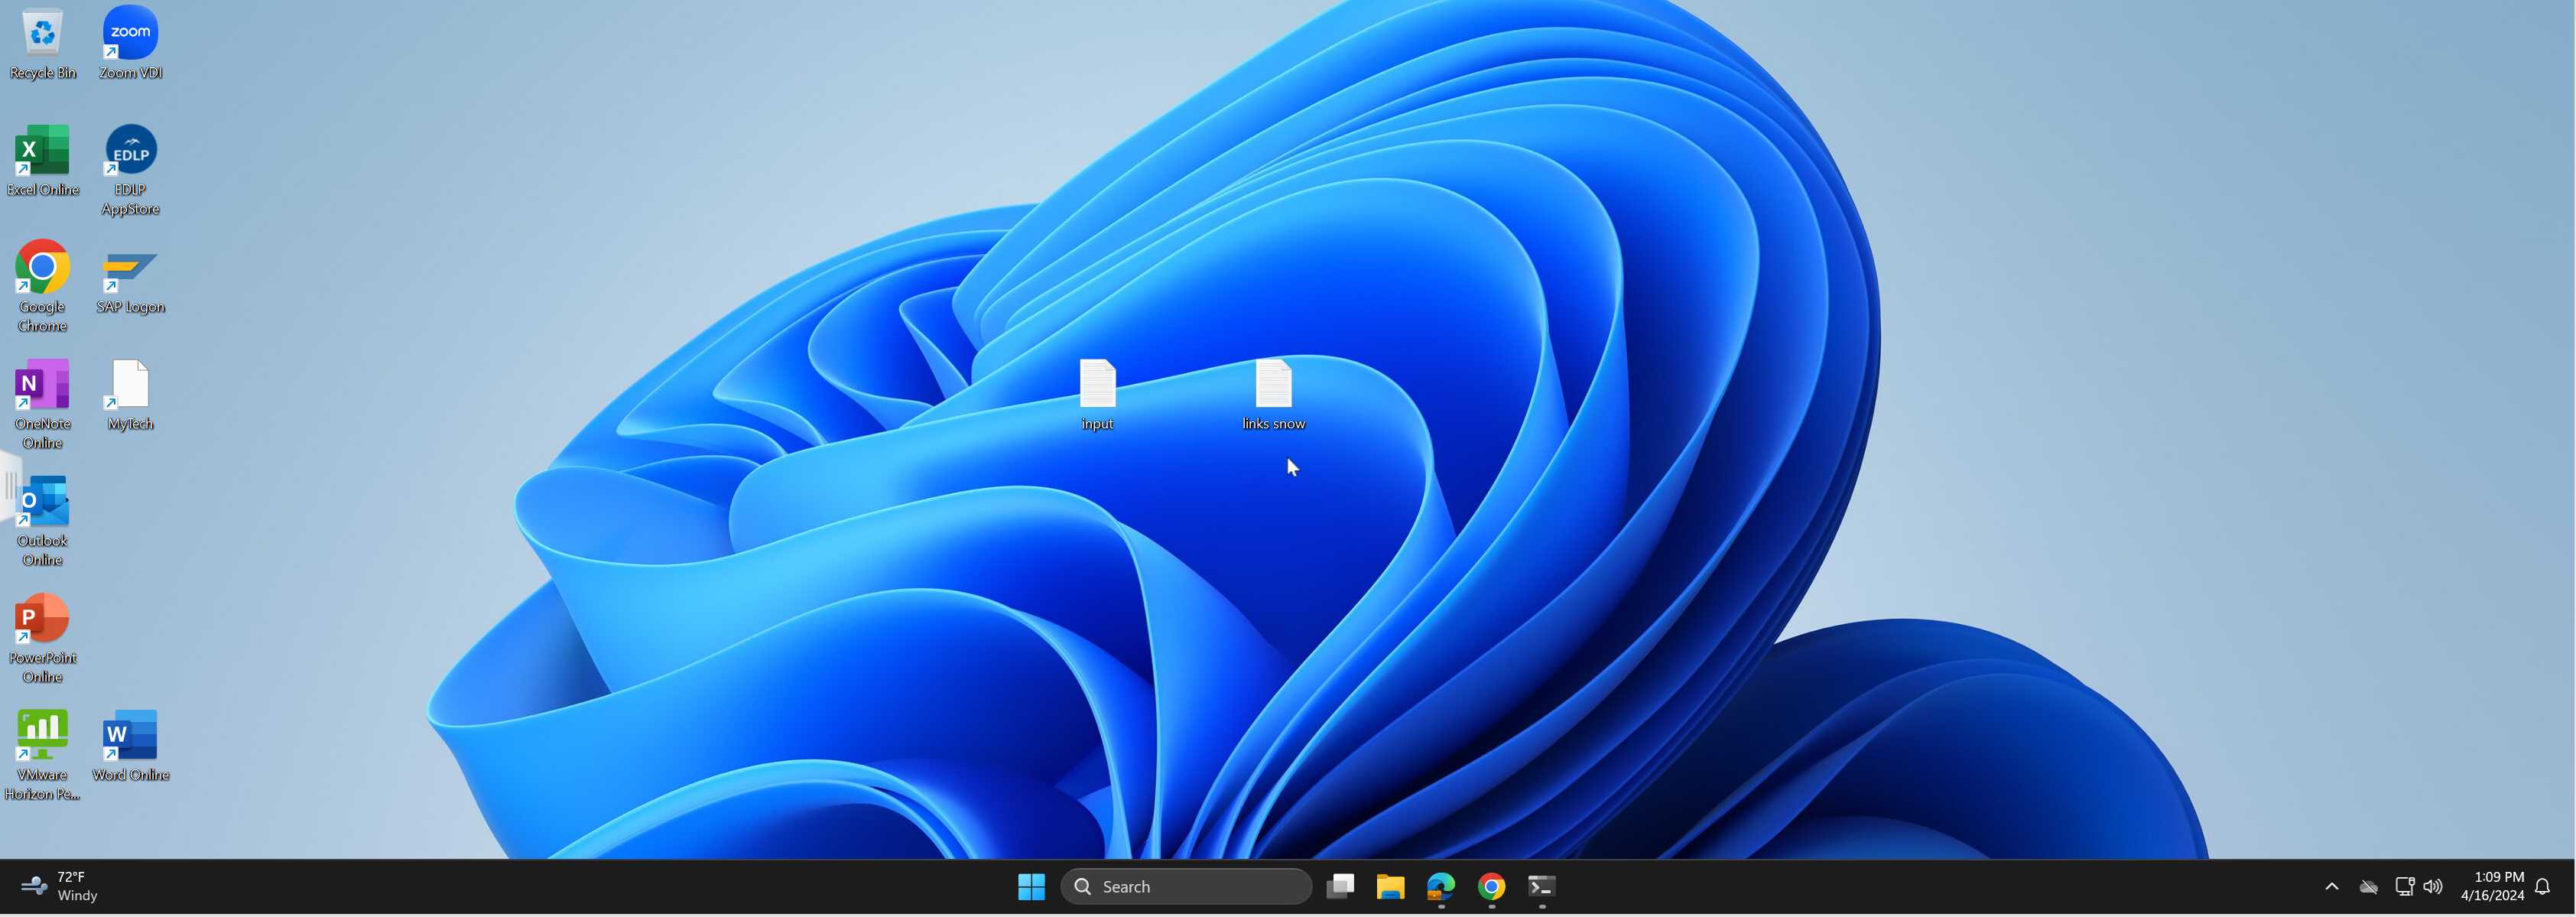 Recycle Bin
zoom
Zoom VDI
X
Excel Online
EDLP
EDLP
AppStore
Google
Chrome
SAP Logon
N
OneNote
Online
MyTech
input
links snow
O
Outlook
Online
P
PowerPoint
Online
VMware
Horizon Pe...
W
Word Online
72°F
Windy
Search
1:09 PM
4/16/2024